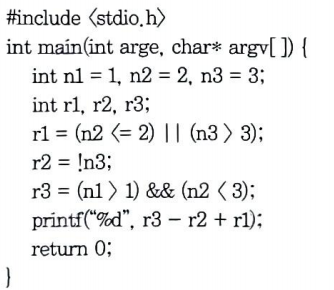 #include 〈stdio.h〉
int main(int arge, char* argv[ ]) {
int n1 = 1, n2 = 2, n3 = 3;
int r1, r2, r3;
r1 = (n2 〈= 2) || (n3 〉 3);
r2 = !n3;
r3 = (n1 〉 1) && (n2 〈 3);
printf(“%d”, r3 − r2 + r1);
return 0;
}